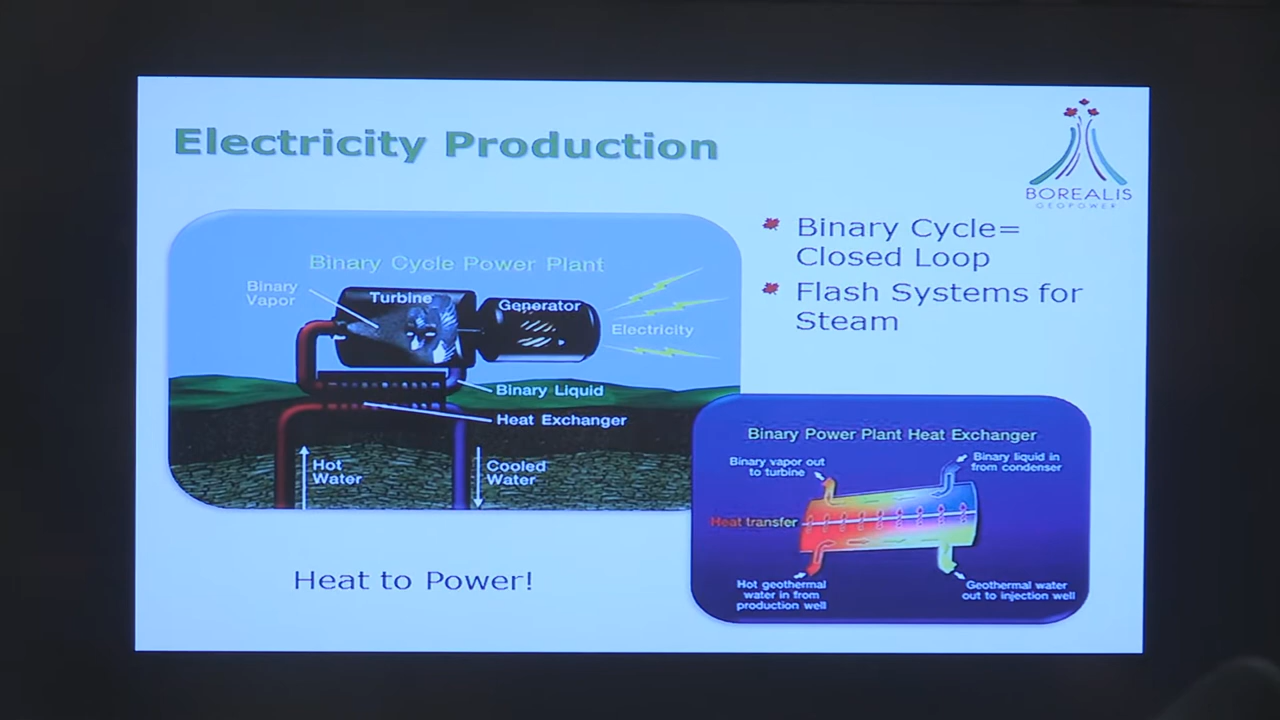 Electricity Production
BOREALIS
GEOPOWER
Binary Cycle=
Closed Loop
Flash Systems for
Steam
Binary Cycle Power Plant
Binary
Vapor
Turbine
Generator
Electricity
Binary Liquid
Heat Exchanger
Hot
Water
Cooled
Water
Binary Power Plant Heat Exchanger
Binary vapor out
to turbine
Binary liquid in
from condenser
Heat transfer
Hot geothermal
water in from
production well
Geothermal water
out to injection well
Heat to Power!